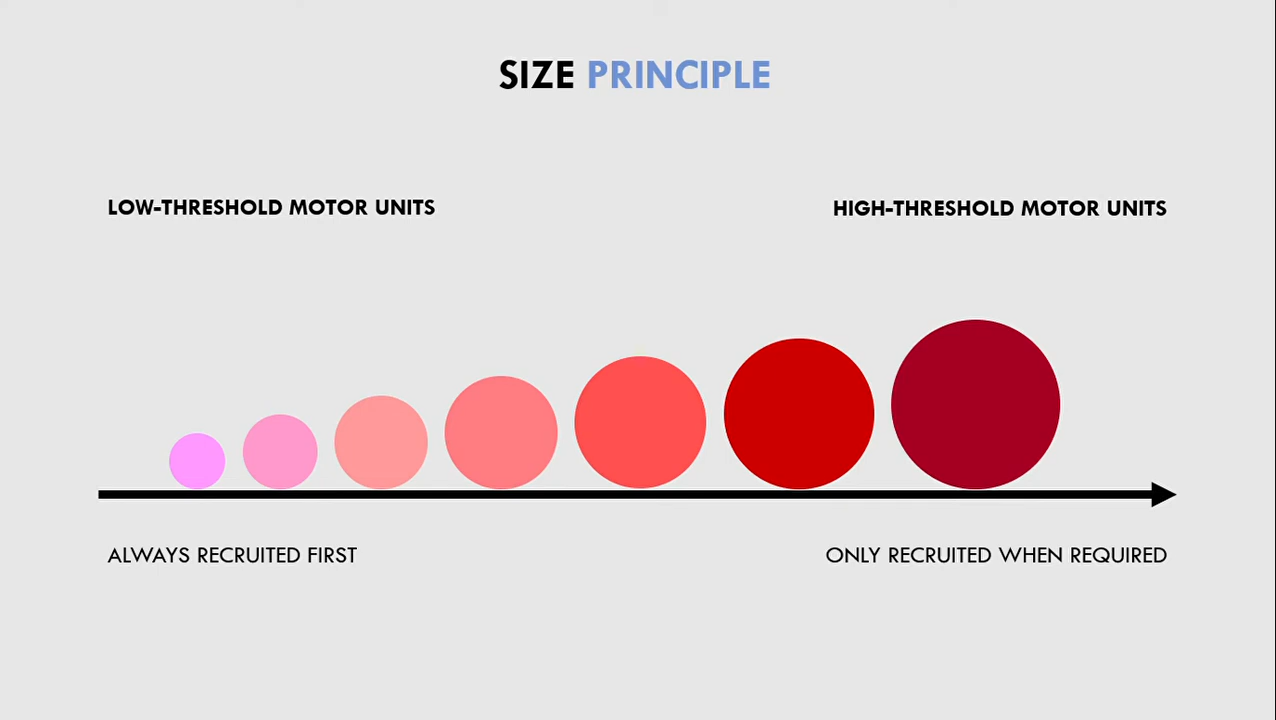 SIZE PRINCIPLE
LOW-THRESHOLD MOTOR UNITS
HIGH-THRESHOLD MOTOR UNITS
ALWAYS RECRUITED FIRST
ONLY RECRUITED WHEN REQUIRED